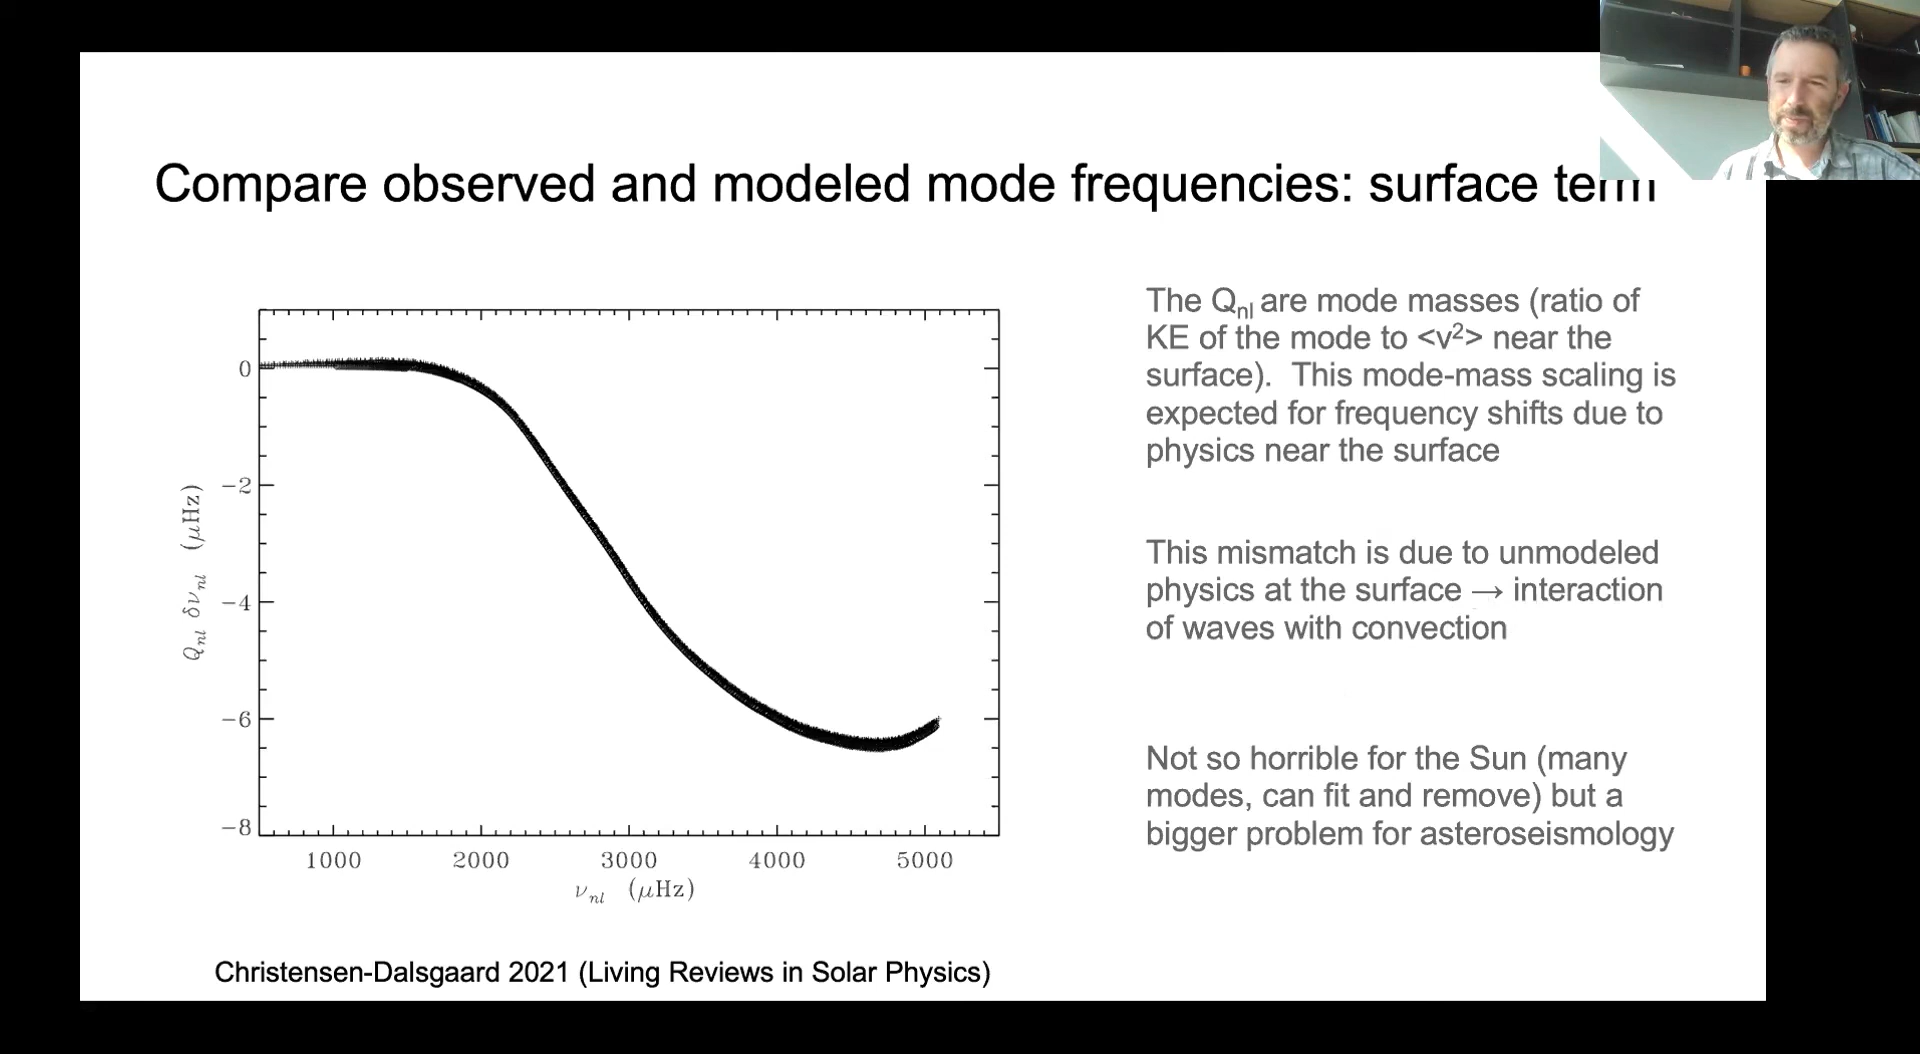 Compare observed and modeled mode frequencies: surface term
The Qnl are mode masses (ratio of
KE of the mode to <v²> near the
surface). This mode-mass scaling is
expected for frequency shifts due to
physics near the surface
This mismatch is due to unmodeled
physics at the surface → interaction
of waves with convection
Not so horrible for the Sun (many
modes, can fit and remove) but a
bigger problem for asteroseismology
0
−2
−4
−6
−8
Qnl δνnl (μHz)
1000 2000 3000 4000 5000
νnl (μHz)
Christensen-Dalsgaard 2021 (Living Reviews in Solar Physics)